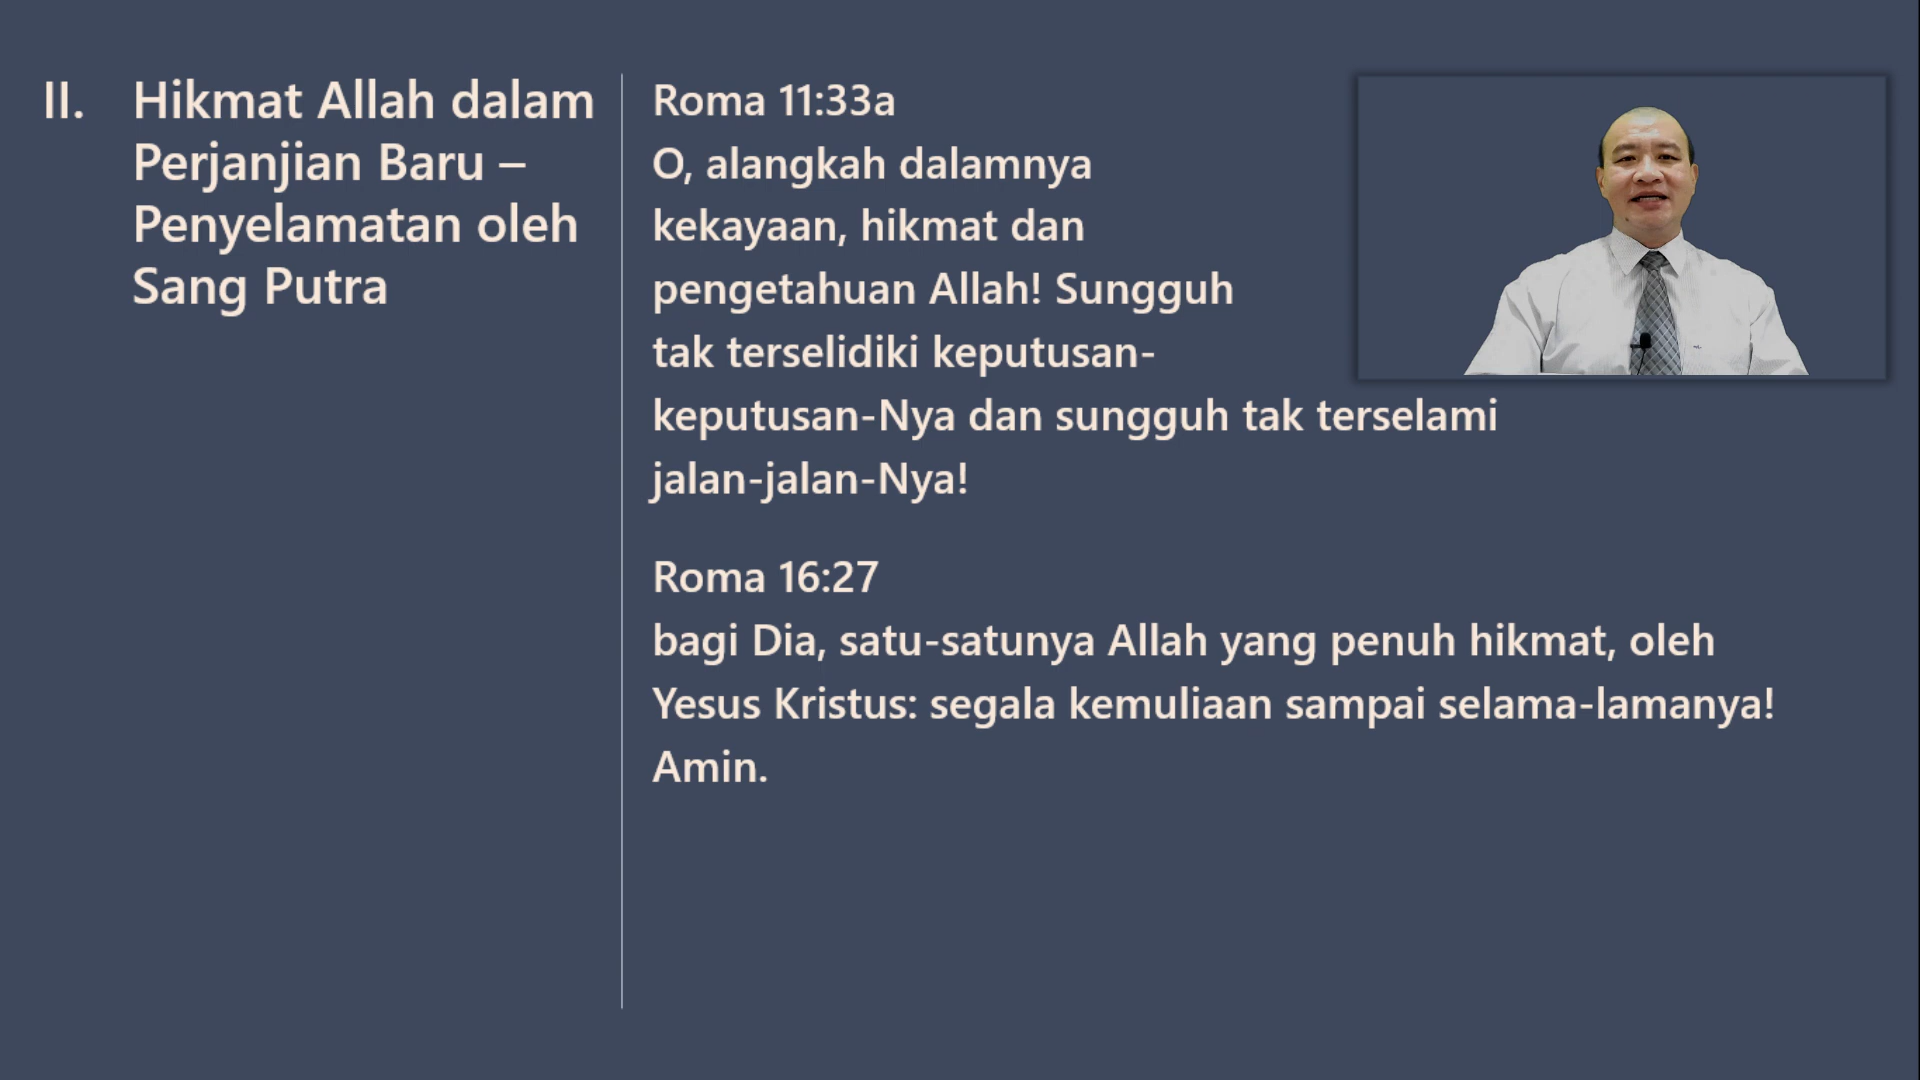 II. Hikmat Allah dalam
Perjanjian Baru –
Penyelamatan oleh
Sang Putra
Roma 11:33a
O, alangkah dalamnya
kekayaan, hikmat dan
pengetahuan Allah! Sungguh
tak terselidiki keputusan-
keputusan-Nya dan sungguh tak terselami
jalan-jalan-Nya!
Roma 16:27
bagi Dia, satu-satunya Allah yang penuh hikmat, oleh
Yesus Kristus: segala kemuliaan sampai selama-lamanya!
Amin.